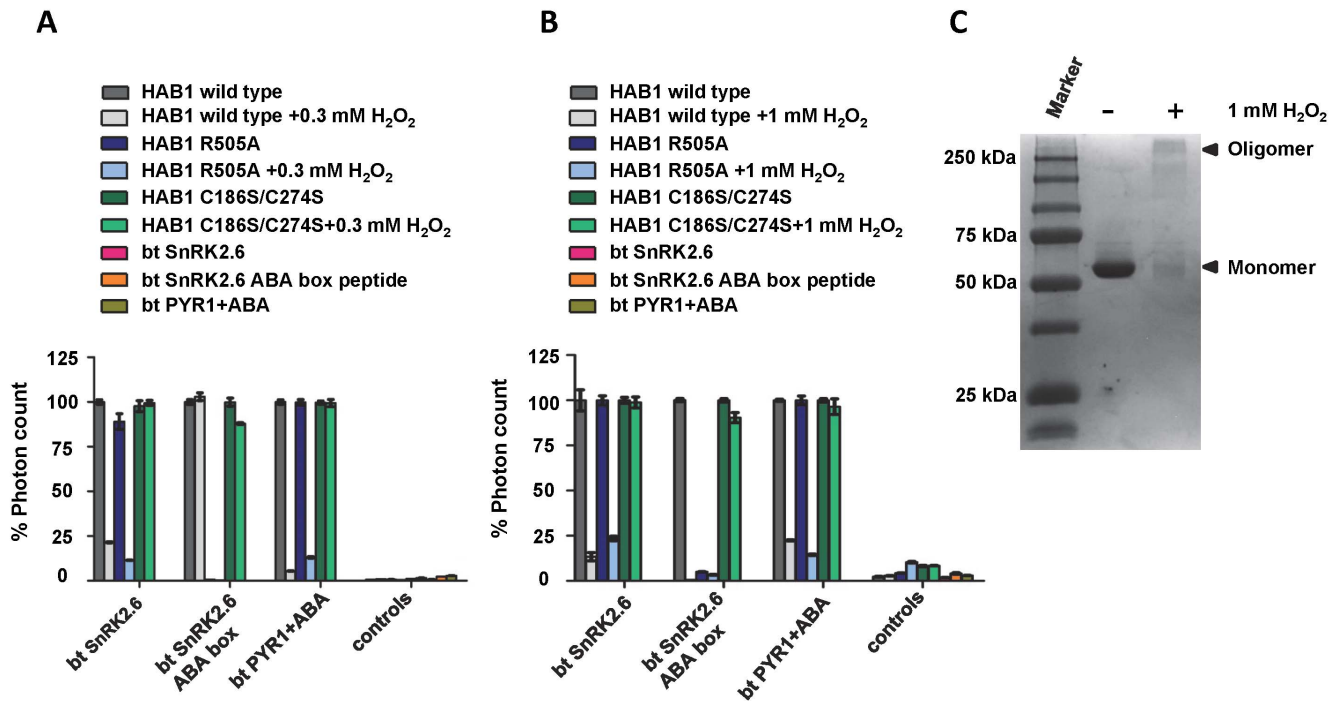 A
HAB1 wild type
HAB1 wild type +0.3 mM H₂O₂
HAB1 R505A
HAB1 R505A +0.3 mM H₂O₂
HAB1 C186S/C274S
HAB1 C186S/C274S+0.3 mM H₂O₂
bt SnRK2.6
bt SnRK2.6 ABA box peptide
bt PYR1+ABA
% Photon count
125
100
75
50
25
0
bt SnRK2.6
bt SnRK2.6
ABA box
bt PYR1+ABA
controls
B
HAB1 wild type
HAB1 wild type +1 mM H₂O₂
HAB1 R505A
HAB1 R505A +1 mM H₂O₂
HAB1 C186S/C274S
HAB1 C186S/C274S+1 mM H₂O₂
bt SnRK2.6
bt SnRK2.6 ABA box peptide
bt PYR1+ABA
% Photon count
125
100
75
50
25
0
bt SnRK2.6
bt SnRK2.6
ABA box
bt PYR1+ABA
controls
C
Marker
- + 1 mM H₂O₂
250 kDa
Oligomer
75 kDa
Monomer
50 kDa
25 kDa